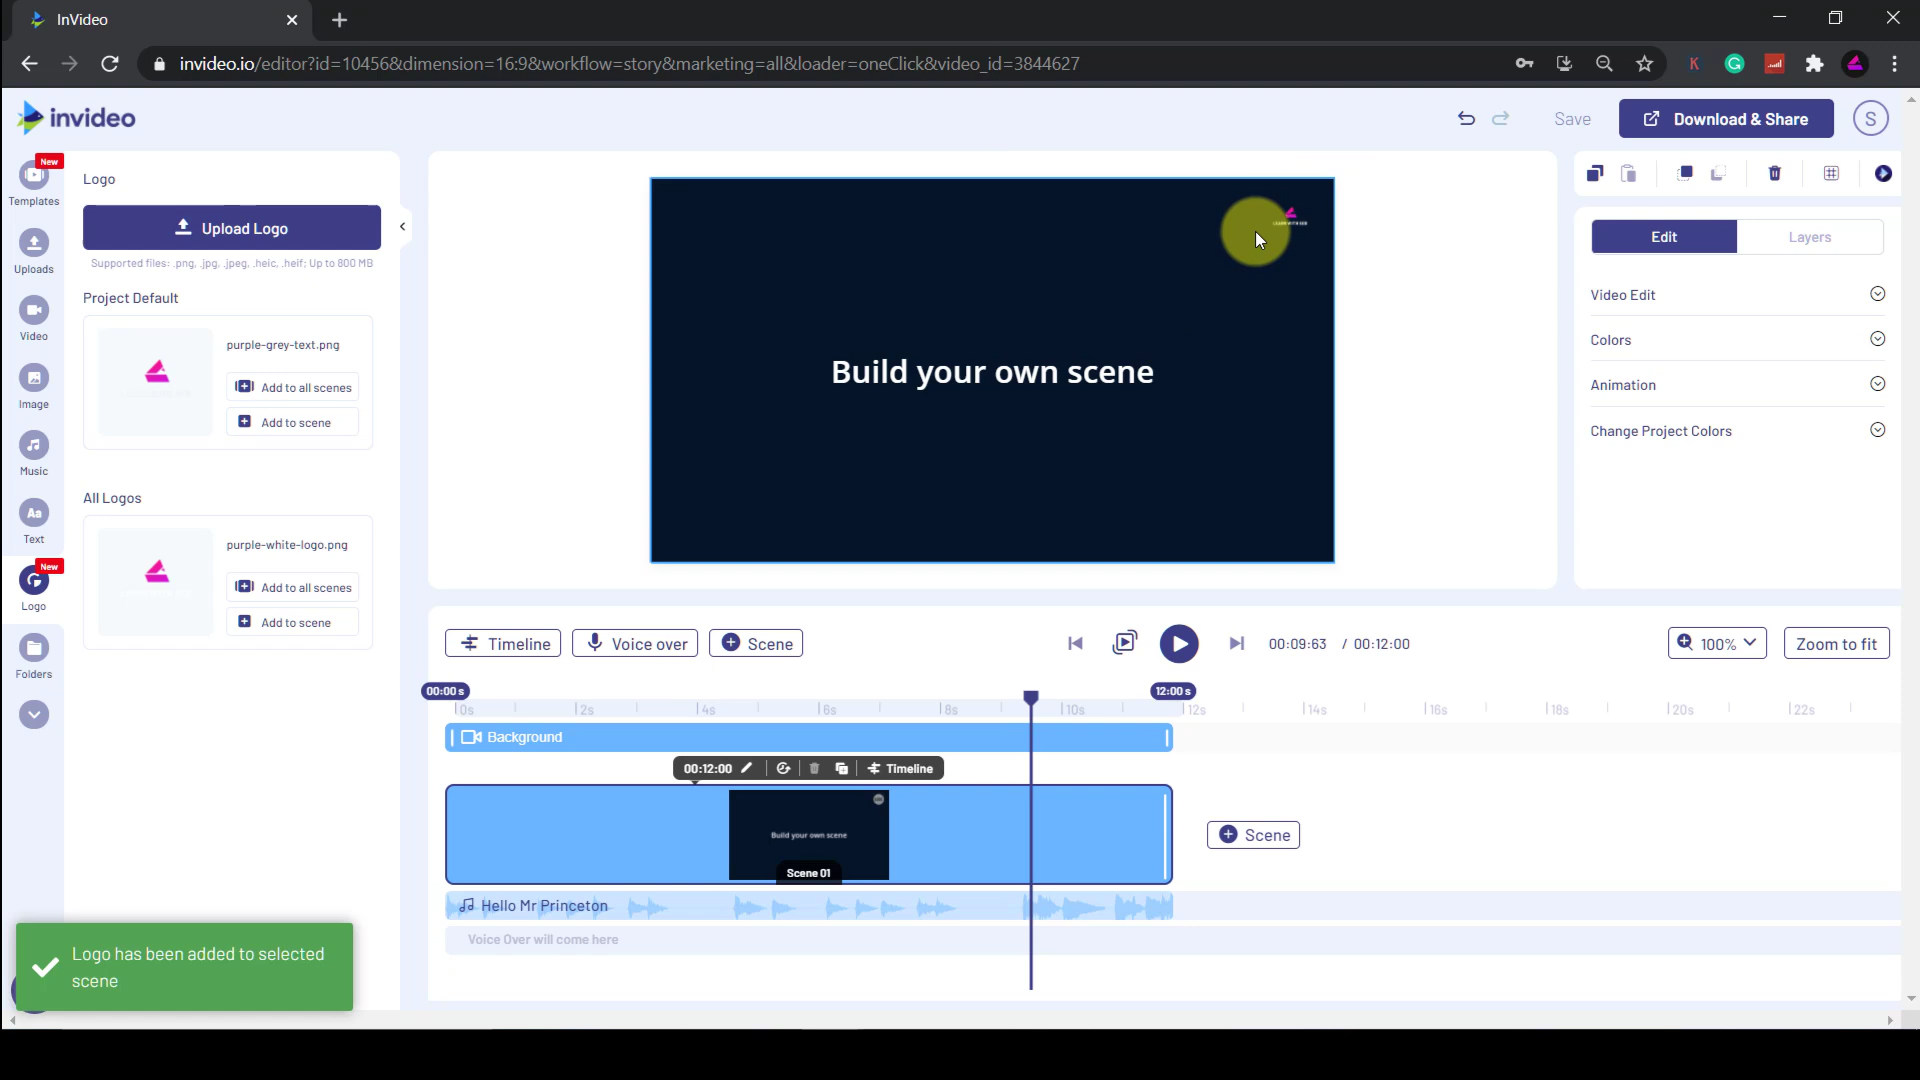 InVideo
invideo.io/editor?id=10456&dimension=16:9&workflow=story&marketing=all&loader=oneClick&video_id=3844627
invideo
Save
Download & Share
S
New
Templates
Uploads
Video
Image
Music
Aa
Text
New
Logo
Folders
Logo
Upload Logo
Supported files: .png, .jpg, .jpeg, .heic, .heif; Up to 800 MB
Project Default
purple-grey-text.png
Add to all scenes
Add to scene
All Logos
purple-white-logo.png
Add to all scenes
Add to scene
Build your own scene
Edit
Layers
Video Edit
Colors
Animation
Change Project Colors
Timeline
Voice over
Scene
00:09:63 / 00:12:00
100%
Zoom to fit
00:00 s
12:00 s
0s 2s 4s 6s 8s 10s 12s 14s 16s 18s 20s 22s
Background
00:12:00
Timeline
Build your own scene
Scene 01
Scene
Hello Mr Princeton
Voice Over will come here
Logo has been added to selected
scene